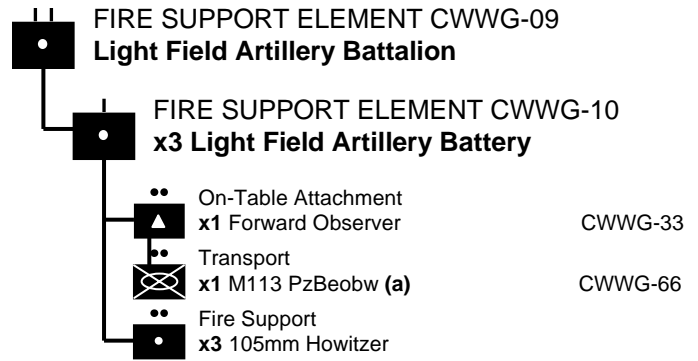 FIRE SUPPORT ELEMENT CWWG-09
Light Field Artillery Battalion
FIRE SUPPORT ELEMENT CWWG-10
x3 Light Field Artillery Battery
On-Table Attachment
x1 Forward Observer CWWG-33
Transport
x1 M113 PzBeobw (a) CWWG-66
Fire Support
x3 105mm Howitzer